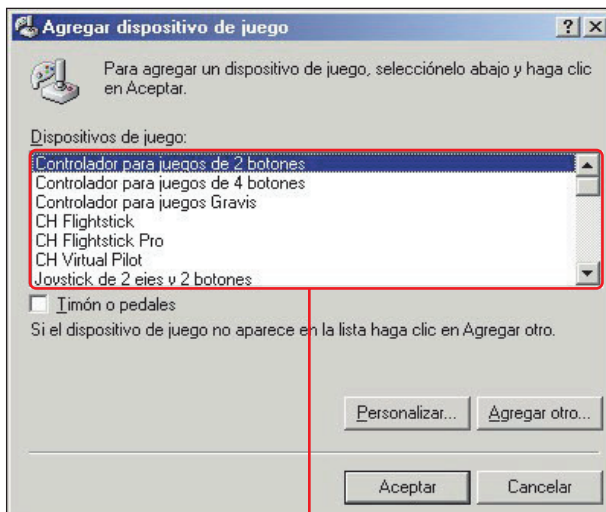 Agregar dispositivo de juego
Para agregar un dispositivo de juego, selecciónelo abajo y haga clic
en Aceptar.
Dispositivos de juego:
Controlador para juegos de 2 botones
Controlador para juegos de 4 botones
Controlador para juegos Gravis
CH Flightstick
CH Flightstick Pro
CH Virtual Pilot
Joystick de 2 ejes y 2 botones
Timón o pedales
Si el dispositivo de juego no aparece en la lista haga clic en Agregar otro.
Personalizar... Agregar otro...
Aceptar Cancelar